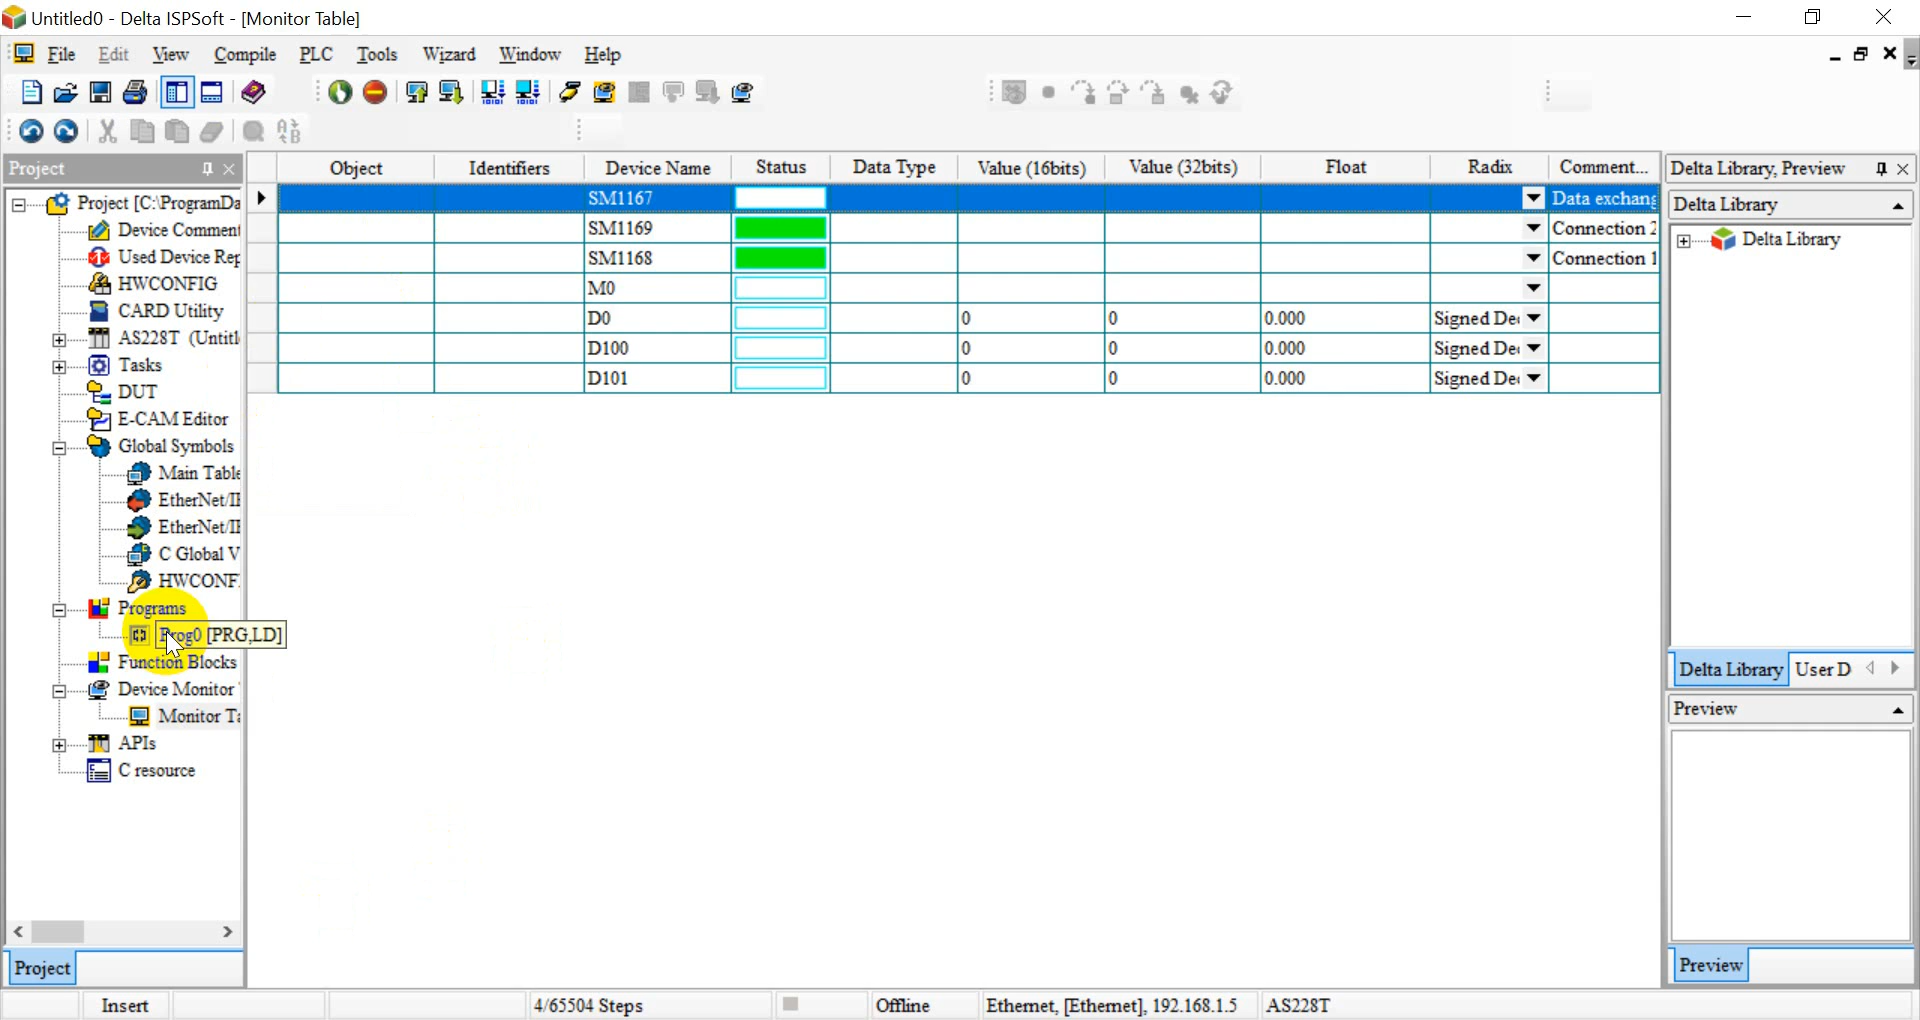 Untitled0 - Delta ISPSoft - [Monitor Table]
File Edit View Compile PLC Tools Wizard Window Help
Project
Project [C:\ProgramDa
Device Comment
Used Device Rep
HWCONFIG
CARD Utility
AS228T (Untitl
Tasks
DUT
E-CAM Editor
Global Symbols
Main Table
EtherNet/IP
EtherNet/IP
C Global V
HWCONF
Programs
Prog0 [PRG,LD]
Function Blocks
Device Monitor
Monitor Ta
APIs
C resource
Project
Object Identifiers Device Name Status Data Type Value (16bits) Value (32bits) Float Radix Comment...
SM1167 Data exchang
SM1169 Connection 2
SM1168 Connection 1
M0
D0 0 0 0.000 Signed De
D100 0 0 0.000 Signed De
D101 0 0 0.000 Signed De
Delta Library, Preview
Delta Library
Delta Library
Delta Library User D
Preview
Preview
Insert 4/65504 Steps Offline Ethernet, [Ethernet], 192.168.1.5 AS228T